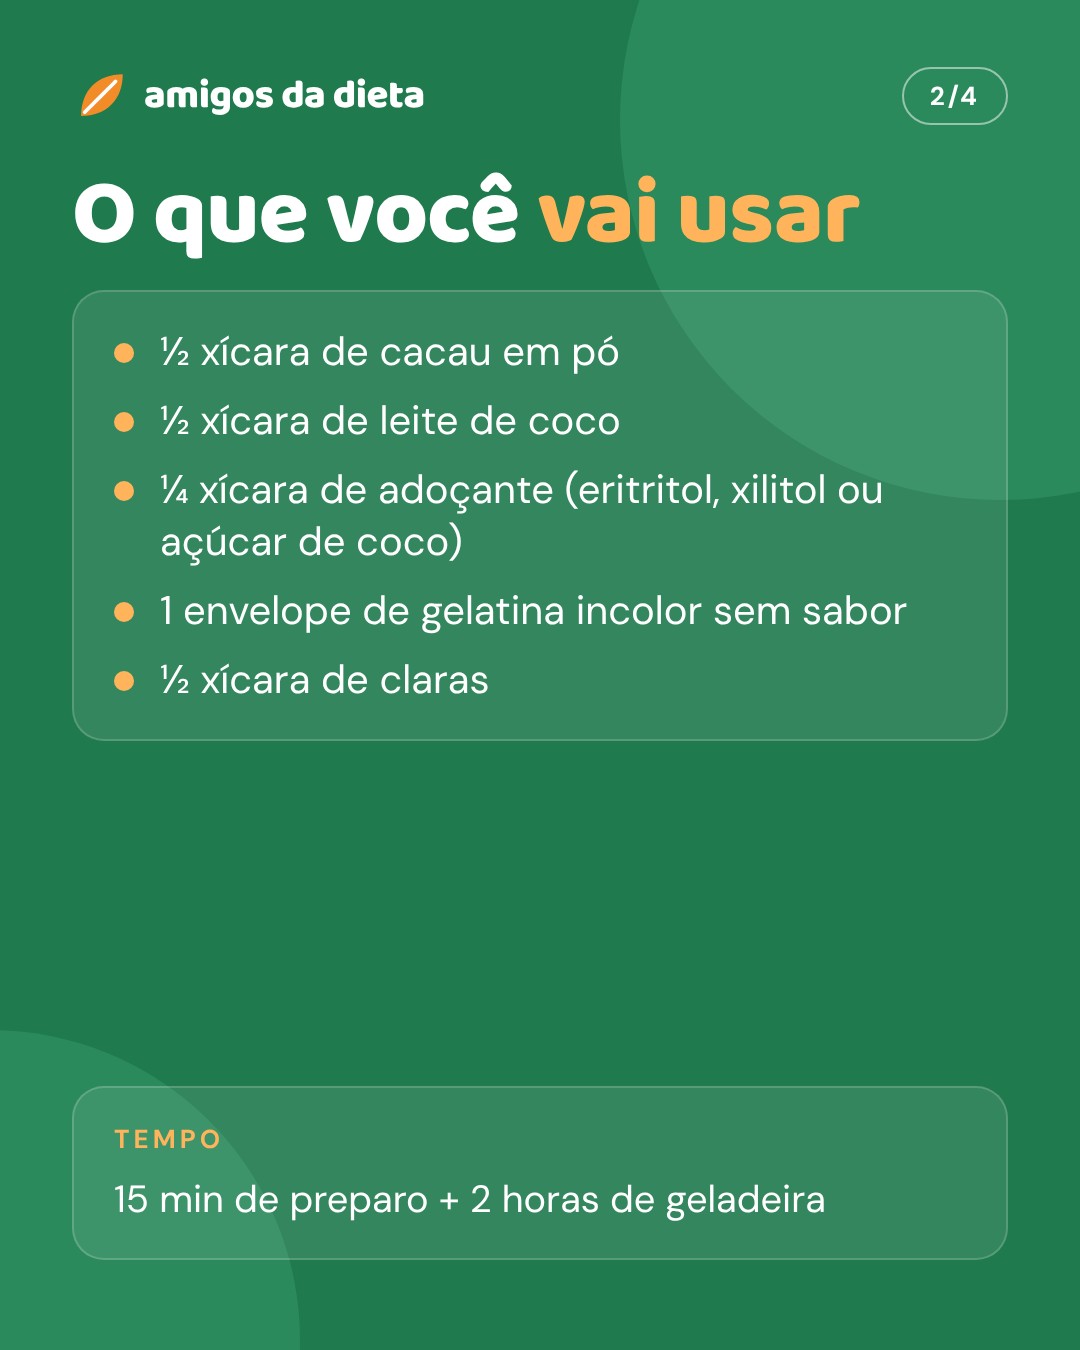 amigos da dieta
2/4
O que você vai usar
½ xícara de cacau em pó
½ xícara de leite de coco
¼ xícara de adoçante (eritritol, xilitol ou
açúcar de coco)
1 envelope de gelatina incolor sem sabor
½ xícara de claras
TEMPO
15 min de preparo + 2 horas de geladeira